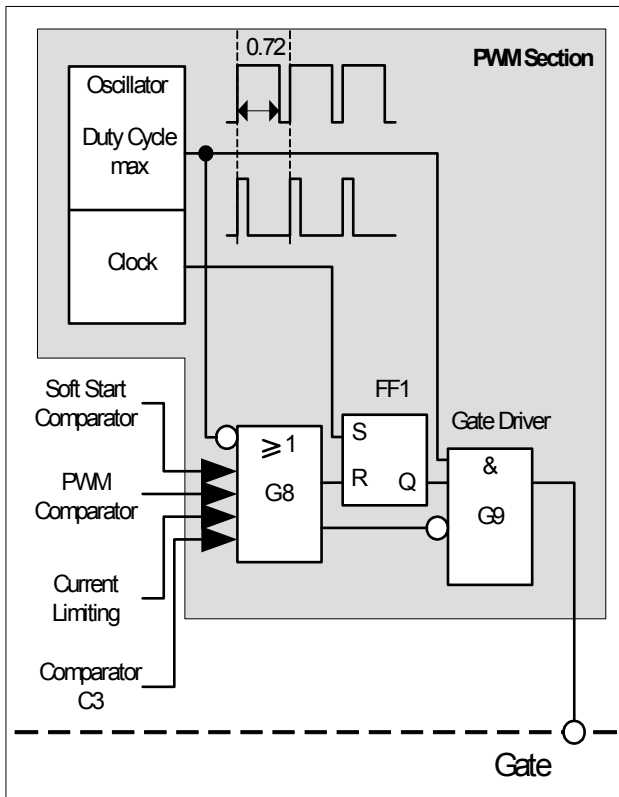 0.72
PWM Section
Oscillator
Duty Cycle
max
Clock
Soft Start
Comparator
FF1
Gate Driver
S
⩾1
&
PWM
Comparator
G8
R
Q
G9
Current
Limiting
Comparator
C3
Gate